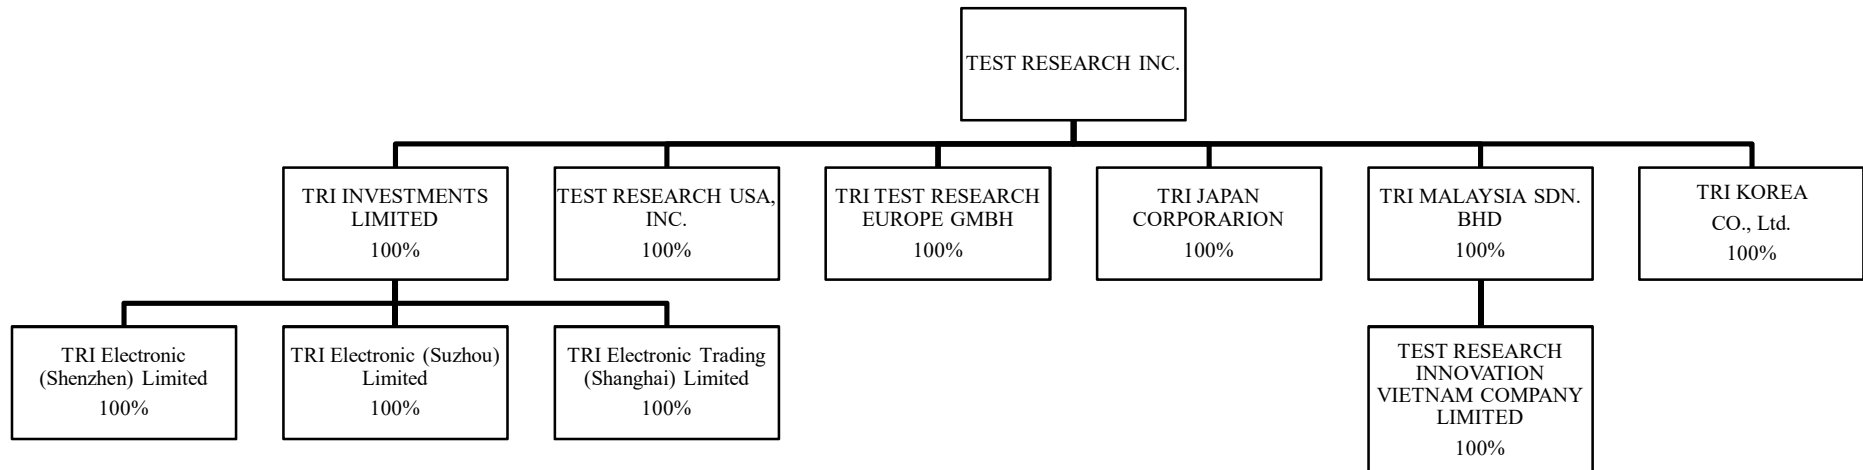 TEST RESEARCH INC.
TRI INVESTMENTS
LIMITED
100%
TEST RESEARCH USA,
INC.
100%
TRI TEST RESEARCH
EUROPE GMBH
100%
TRI JAPAN
CORPORARION
100%
TRI MALAYSIA SDN.
BHD
100%
TRI KOREA
CO., Ltd.
100%
TRI Electronic
(Shenzhen) Limited
100%
TRI Electronic (Suzhou)
Limited
100%
TRI Electronic Trading
(Shanghai) Limited
100%
TEST RESEARCH
INNOVATION
VIETNAM COMPANY
LIMITED
100%